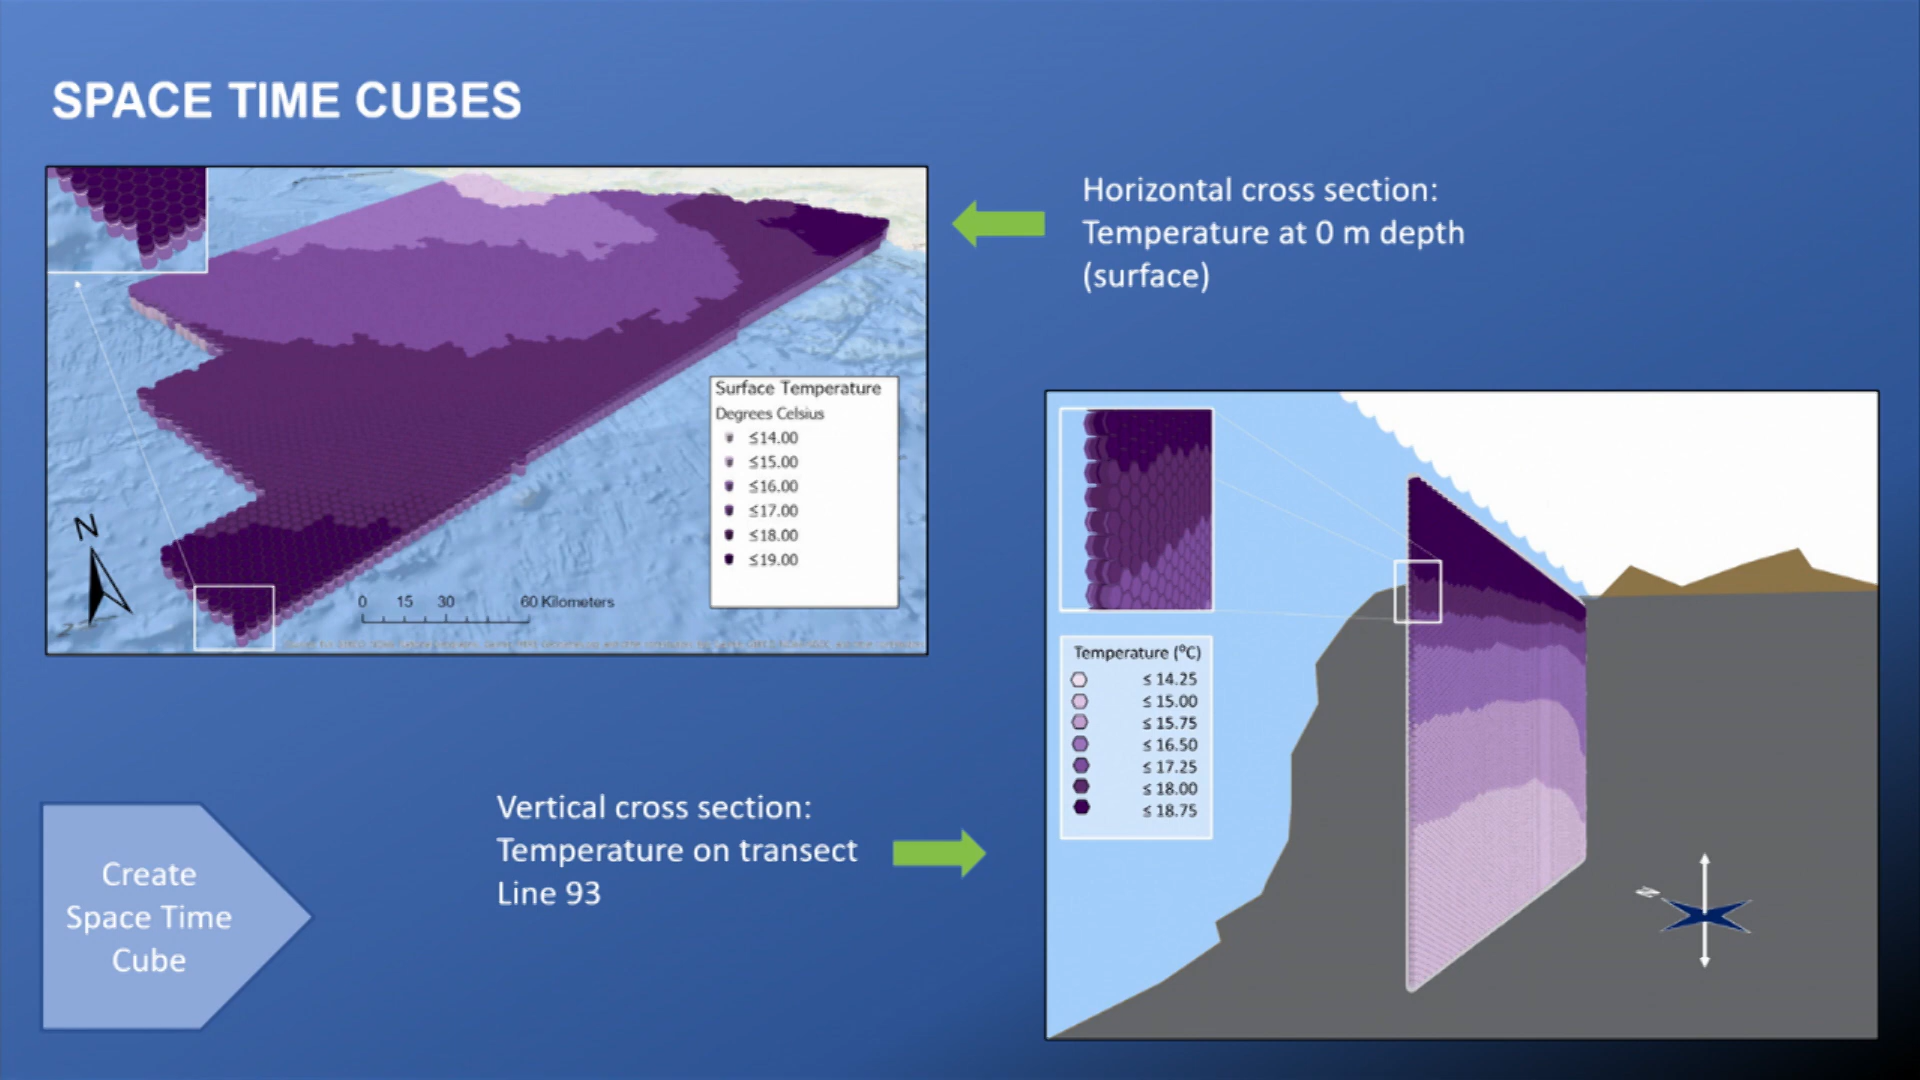 SPACE TIME CUBES
Horizontal cross section:
Temperature at 0 m depth
(surface)
Surface Temperature
Degrees Celsius
≤14.00
≤15.00
≤16.00
≤17.00
≤18.00
≤19.00
N
0 15 30 60 Kilometers
Temperature (ºC)
≤ 14.25
≤ 15.00
≤ 15.75
≤ 16.50
≤ 17.25
≤ 18.00
≤ 18.75
N
Vertical cross section:
Temperature on transect
Line 93
Create
Space Time
Cube